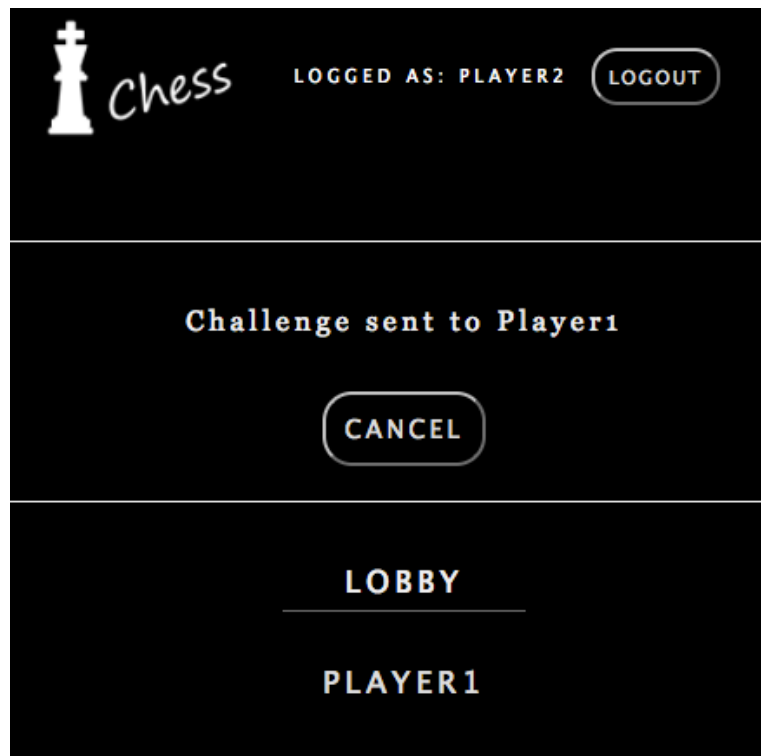 Chess
LOGGED AS: PLAYER2
LOGOUT
Challenge sent to Player1
CANCEL
LOBBY
PLAYER1